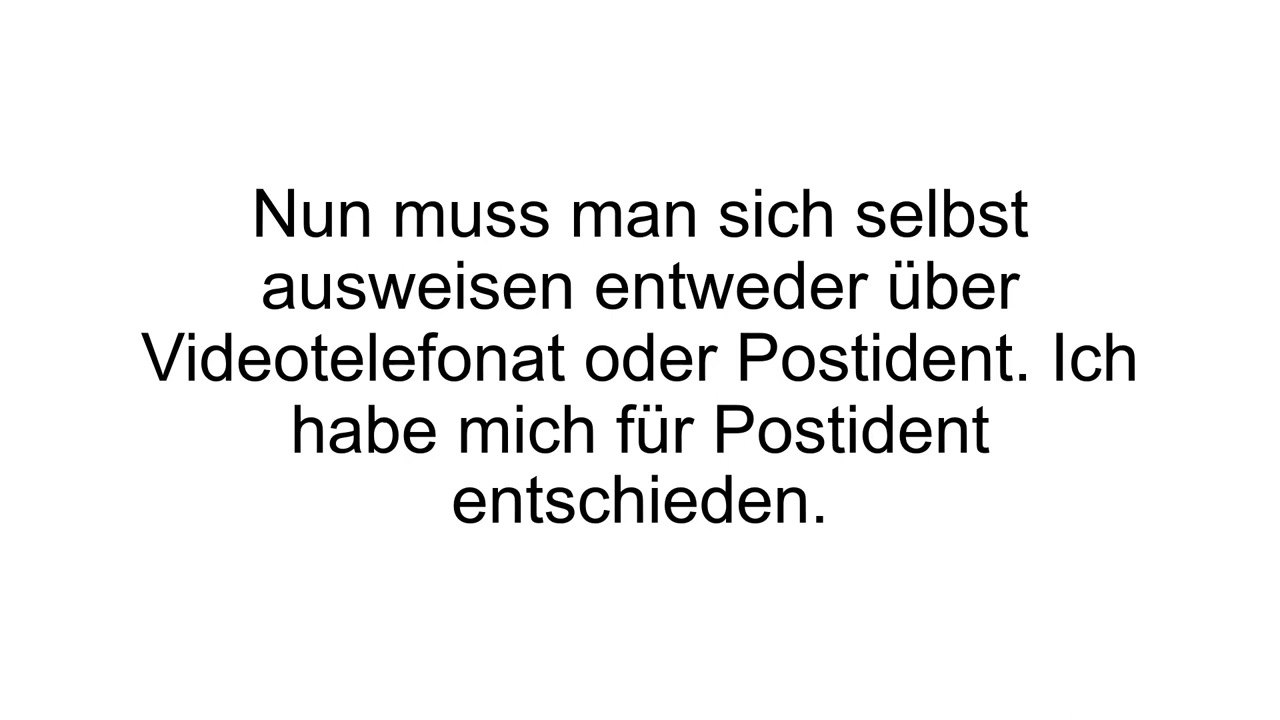 Nun muss man sich selbst
ausweisen entweder über
Videotelefonat oder Postident. Ich
habe mich für Postident
entschieden.